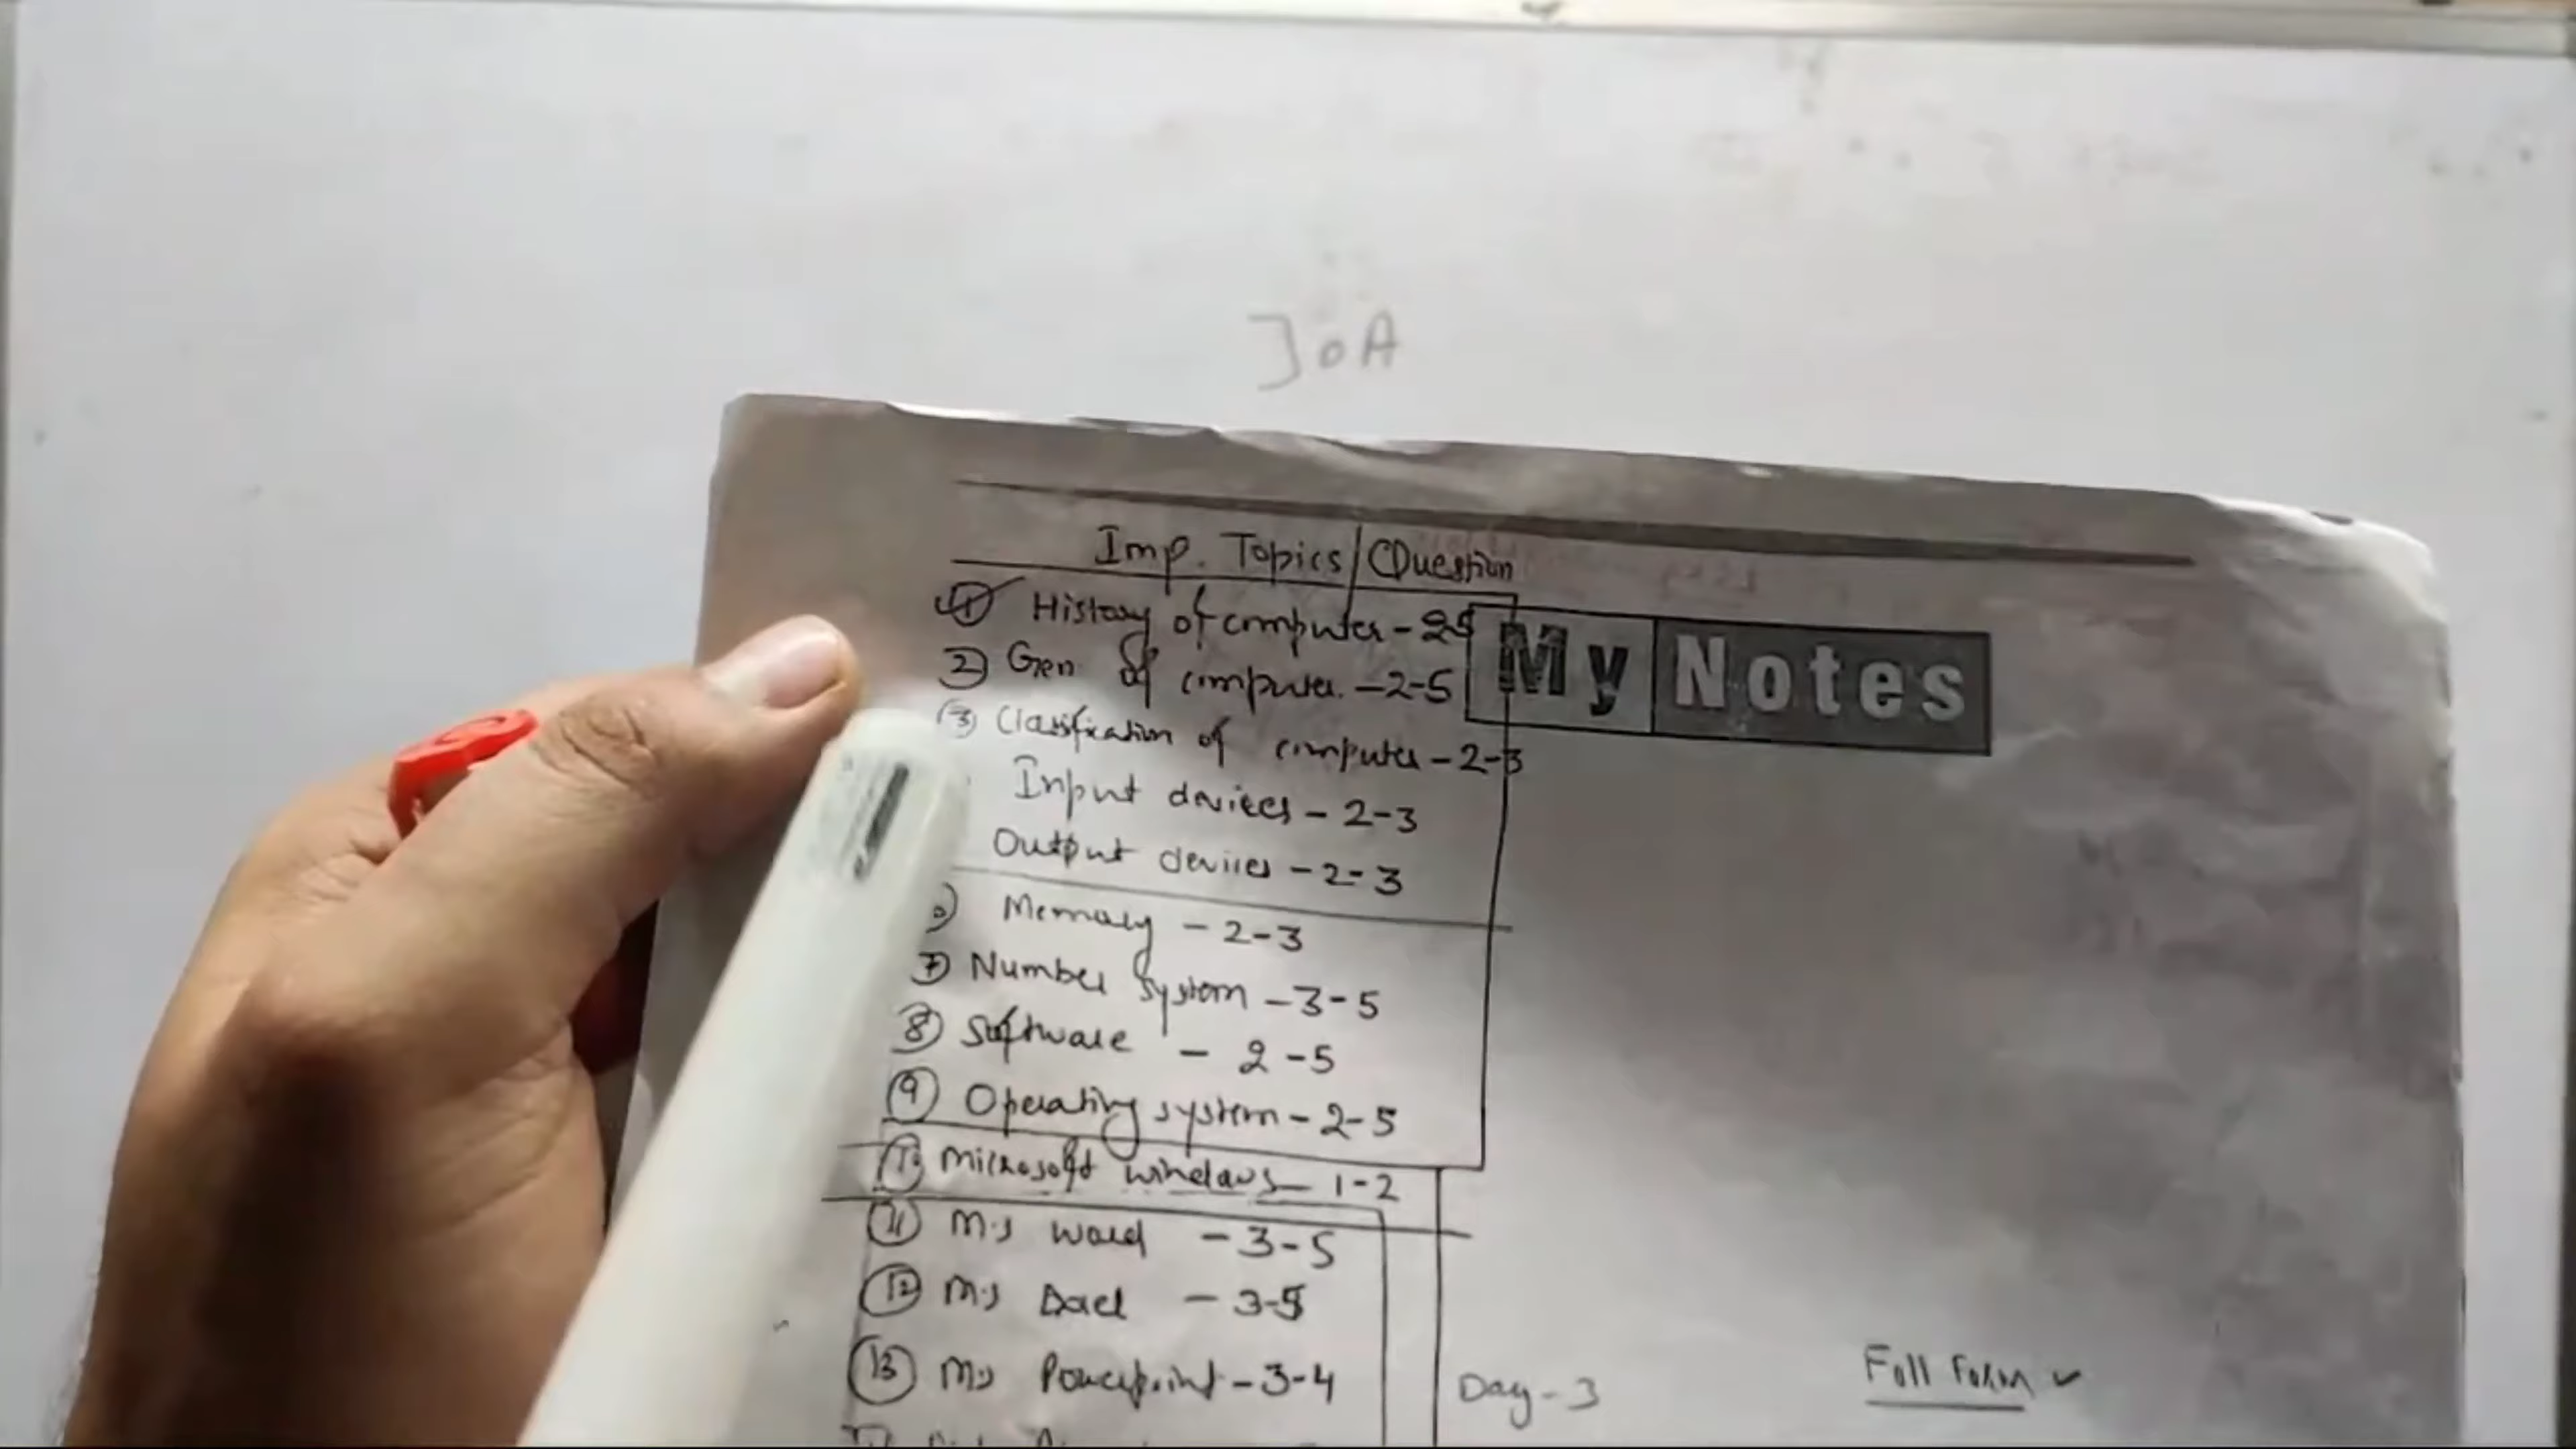 JOA
Imp. Topics | Question
① History of computer - 25
② Gen of computer - 2-5
My Notes
③ Classification of computer - 2-3
Input devices - 2-3
Output devices - 2-3
Memory - 2-3
⑦ Number system - 3-5
⑧ Software - 2-5
⑨ Operating system - 2-5
⑩ Microsoft windows - 1-2
⑪ M.s Word - 3-5
⑫ M.s Excel - 3-5
⑬ Ms Powerpoint - 3-4
Day - 3
Full Form ✓